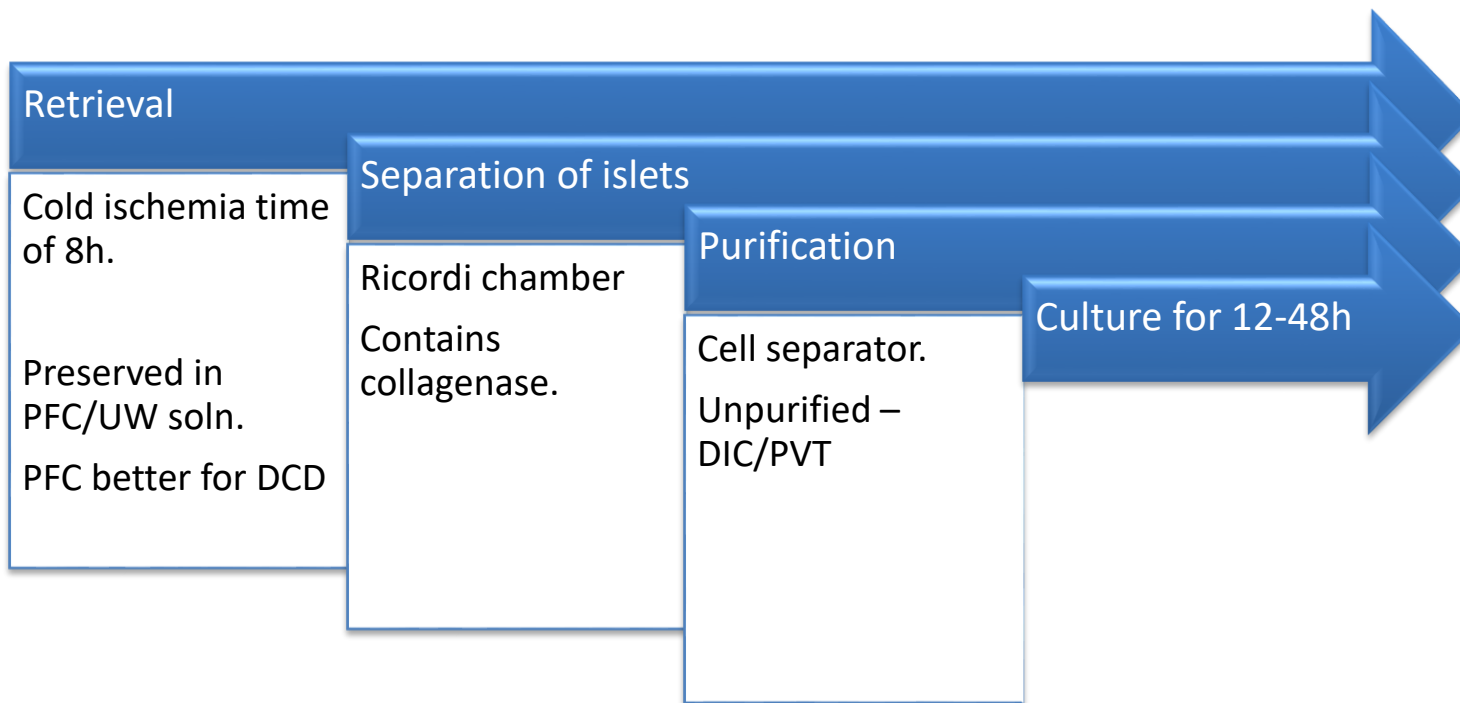 Retrieval
Cold ischemia time
of 8h.
Preserved in
PFC/UW soln.
PFC better for DCD
Separation of islets
Ricordi chamber
Contains
collagenase.
Purification
Cell separator.
Unpurified –
DIC/PVT
Culture for 12-48h